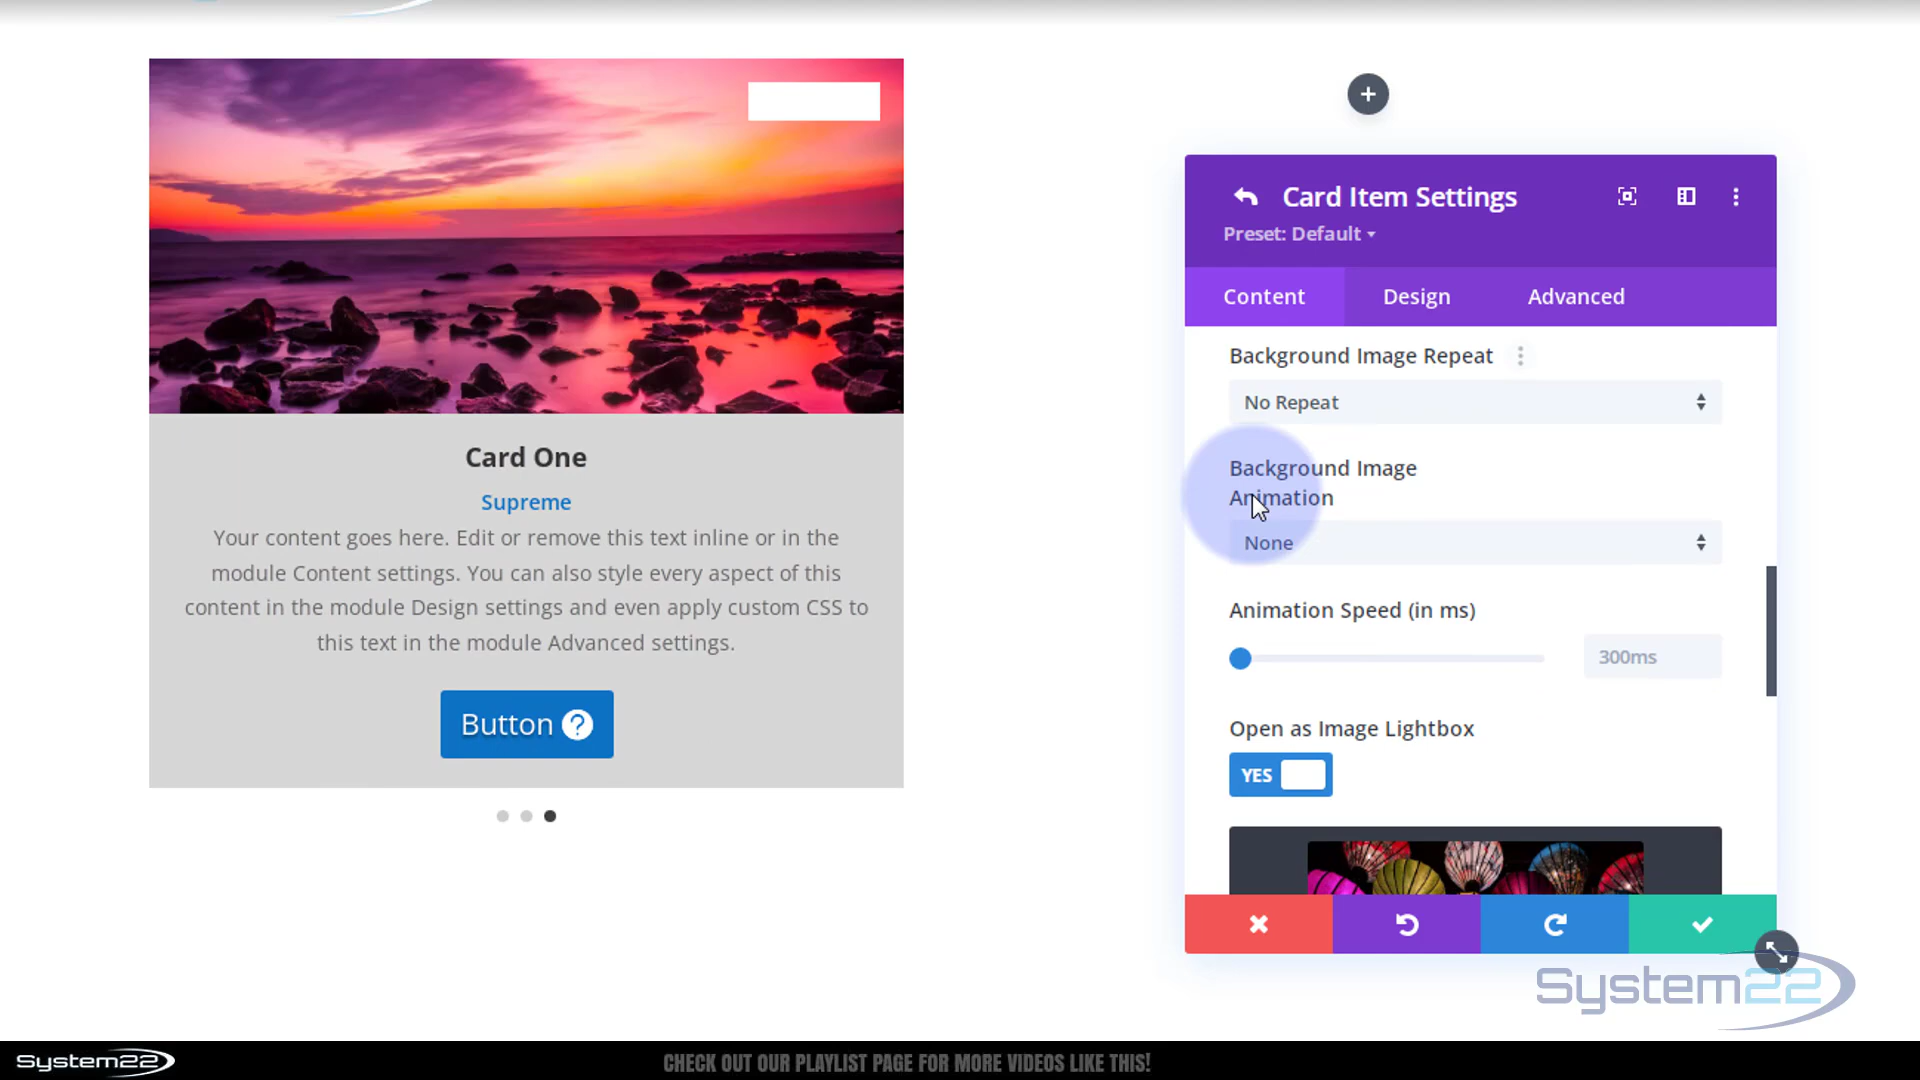 Card One
Supreme
Your content goes here. Edit or remove this text inline or in the
module Content settings. You can also style every aspect of this
content in the module Design settings and even apply custom CSS to
this text in the module Advanced settings.
Button
Card Item Settings
Preset: Default
Content Design Advanced
Background Image Repeat
No Repeat
Background Image
Animation
None
Animation Speed (in ms)
300ms
Open as Image Lightbox
YES
System22
System22
CHECK OUT OUR PLAYLIST PAGE FOR MORE VIDEOS LIKE THIS!